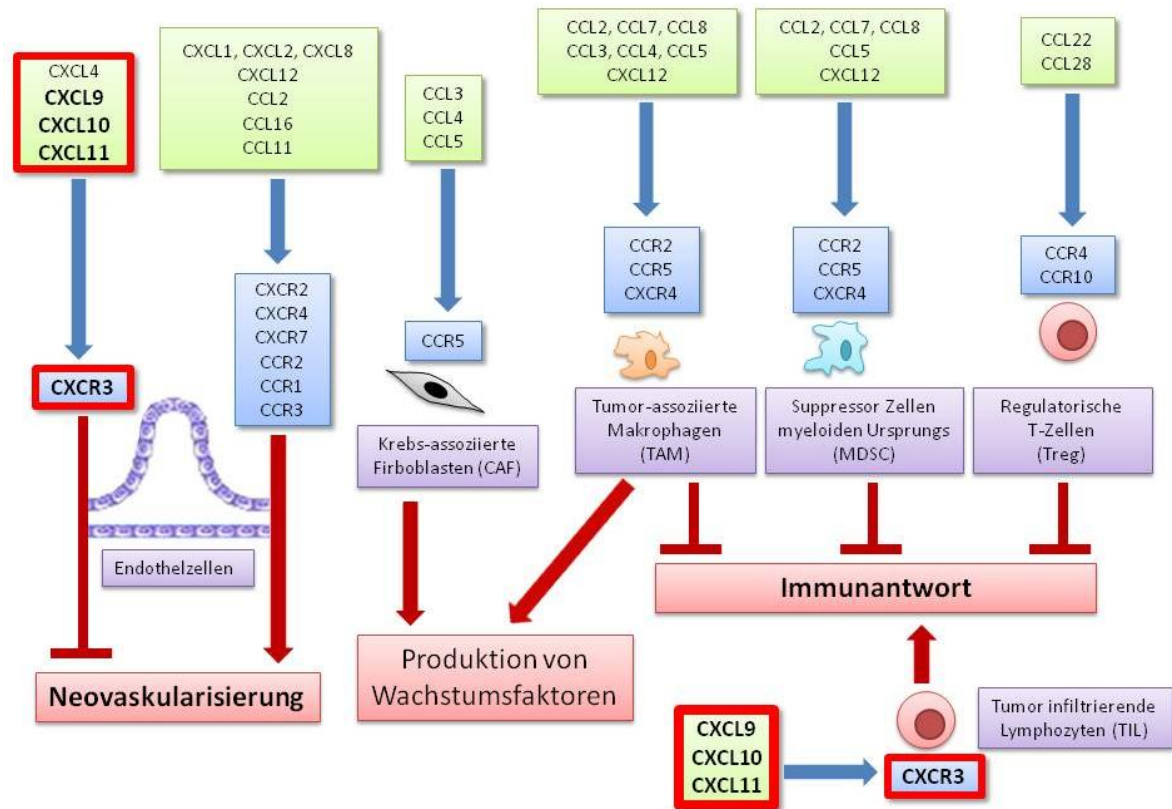 CXCL4
CXCL9
CXCL10
CXCL11
CXCL1, CXCL2, CXCL8
CXCL12
CCL2
CCL16
CCL11
CCL3
CCL4
CCL5
CCL2, CCL7, CCL8
CCL3, CCL4, CCL5
CXCL12
CCL2, CCL7, CCL8
CCL5
CXCL12
CCL22
CCL28
CXCR3
CXCR2
CXCR4
CXCR7
CCR2
CCR1
CCR3
CCR5
CCR2
CCR5
CXCR4
CCR2
CCR5
CXCR4
CCR4
CCR10
Krebs-assoziierte
Firboblasten (CAF)
Tumor-assoziierte
Makrophagen
(TAM)
Suppressor Zellen
myeloiden Ursprungs
(MDSC)
Regulatorische
T-Zellen
(Treg)
Endothelzellen
Immunantwort
Neovaskularisierung
Produktion von
Wachstumsfaktoren
CXCL9
CXCL10
CXCL11
CXCR3
Tumor infiltrierende
Lymphozyten (TIL)